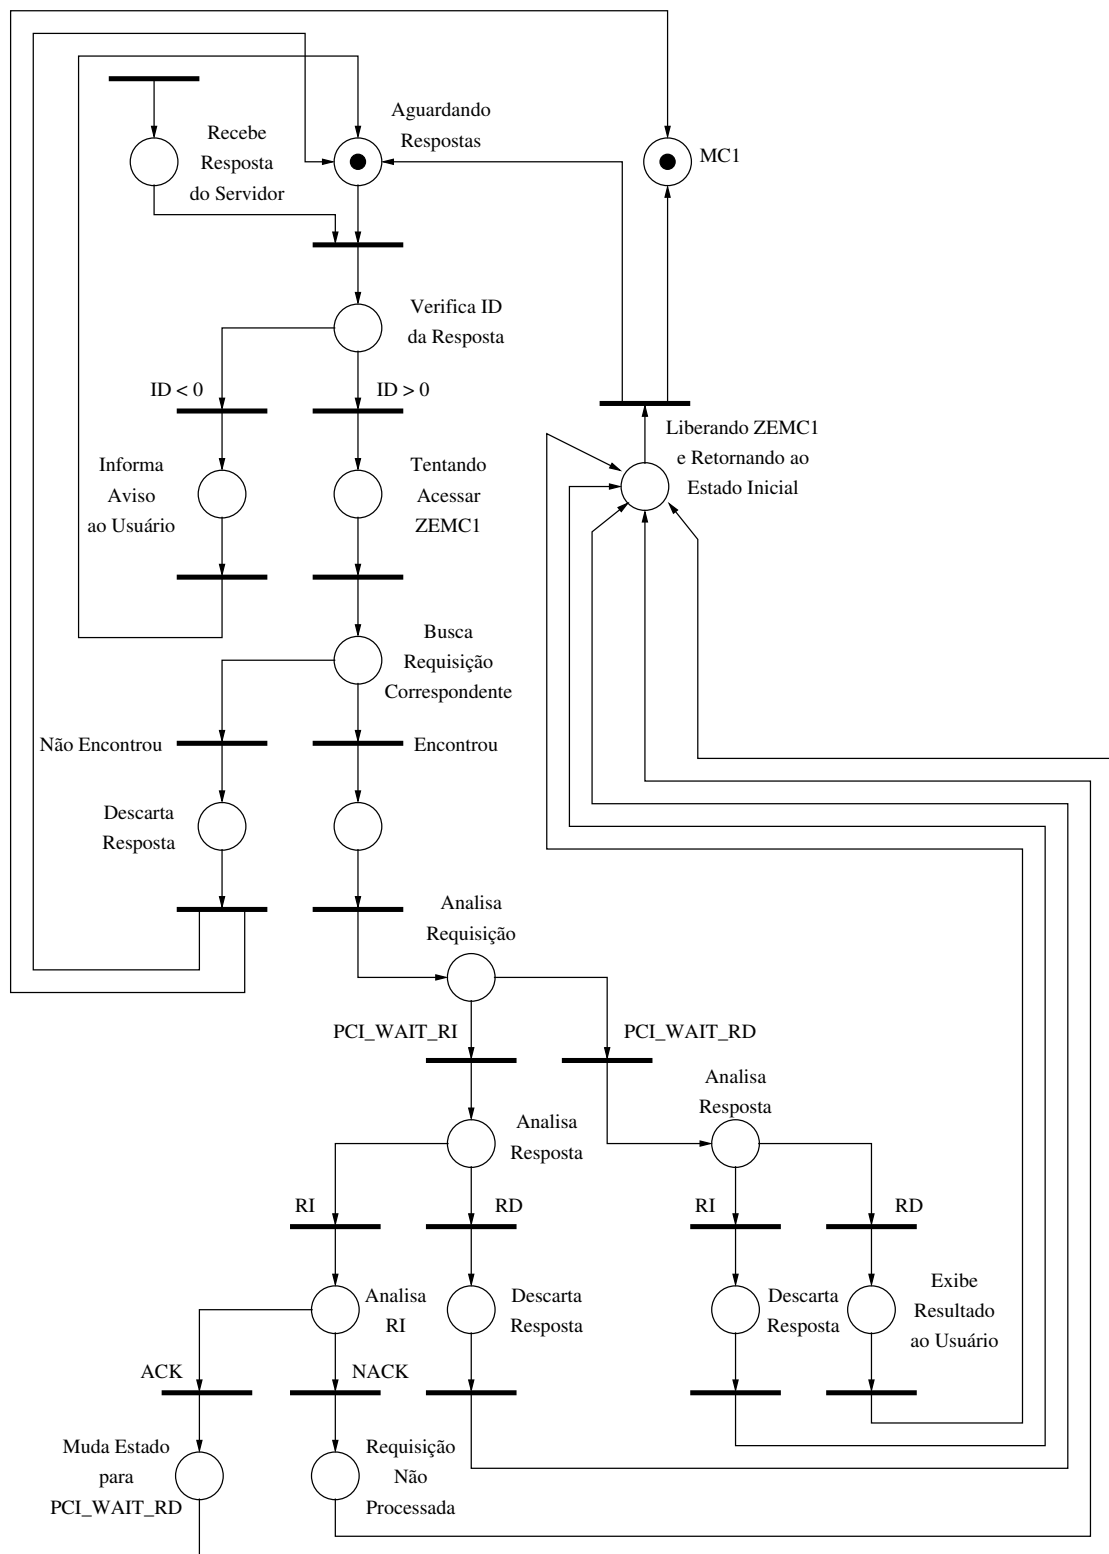 Aguardando
Respostas
Recebe
Resposta
do Servidor
MC1
Verifica ID
da Resposta
ID < 0
ID > 0
Liberando ZEMC1
e Retornando ao
Estado Inicial
Informa
Aviso
ao Usuário
Tentando
Acessar
ZEMC1
Busca
Requisição
Correspondente
Não Encontrou
Encontrou
Descarta
Resposta
Analisa
Requisição
PCI_WAIT_RI
PCI_WAIT_RD
Analisa
Resposta
Analisa
Resposta
RI
RD
RI
RD
Analisa
RI
Descarta
Resposta
Descarta
Resposta
Exibe
Resultado
ao Usuário
ACK
NACK
Muda Estado
para
PCI_WAIT_RD
Requisição
Não
Processada